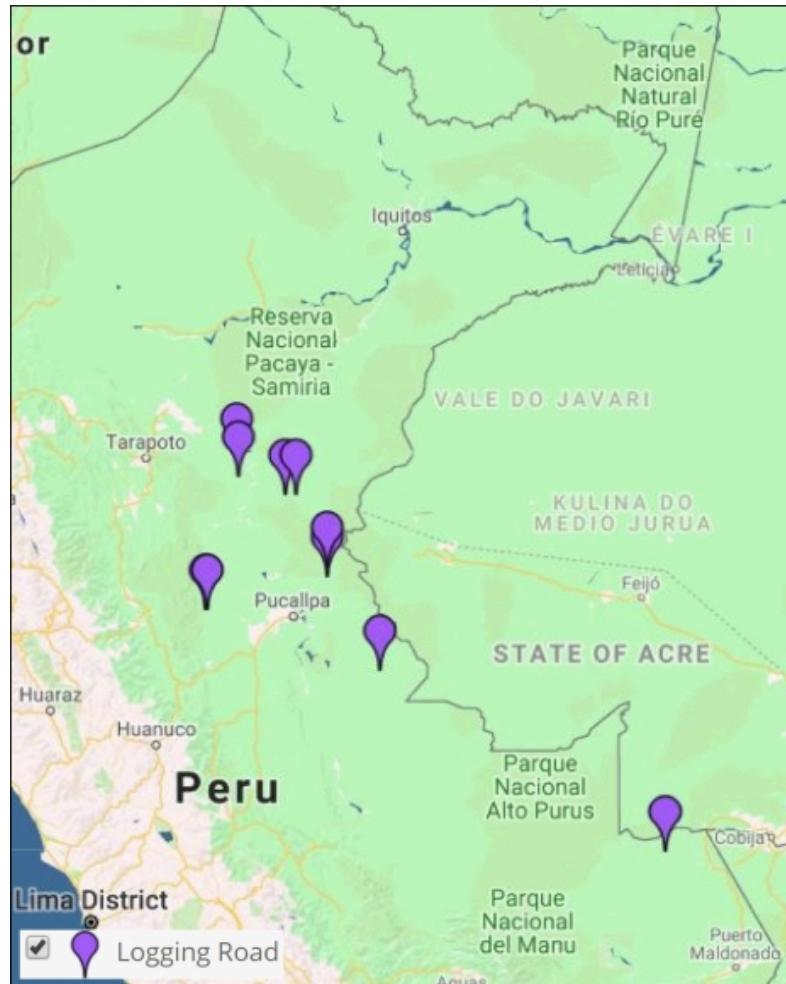 or
Parque
Nacional
Natural
Río Puré
Iquitos
ÉVARE I
Leticia
Reserva
Nacional
Pacaya -
Samiria
VALE DO JAVARI
Tarapoto
KULINA DO
MEDIO JURUA
Feijó
Pucallpa
STATE OF ACRE
Huaraz
Huanuco
Parque
Nacional
Alto Purus
Peru
Cobija
Lima District
Parque
Nacional
del Manu
Puerto
Maldonado
Logging Road